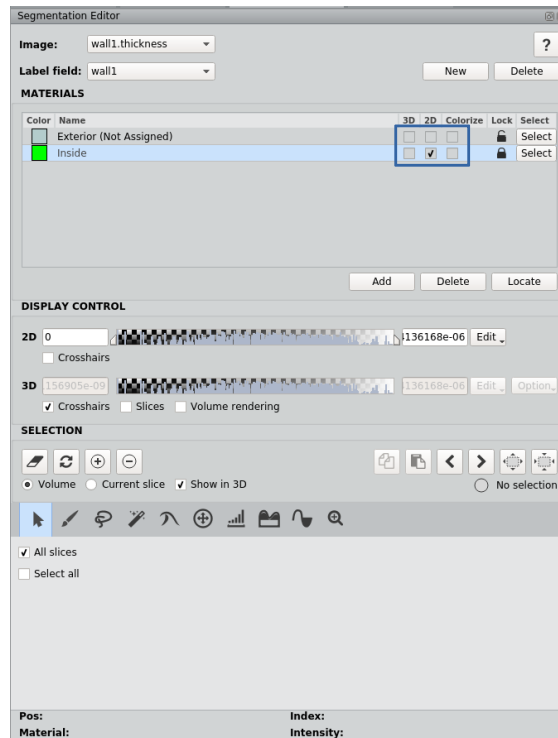 Segmentation Editor
Image: wall1.thickness ?
Label field: wall1 New Delete
MATERIALS
Color Name 3D 2D Colorize Lock Select
Exterior (Not Assigned) Select
Inside Select
Add Delete Locate
DISPLAY CONTROL
2D 0 136168e-06 Edit
Crosshairs
3D 156905e-09 136168e-06 Edit Option
Crosshairs Slices Volume rendering
SELECTION
Volume Current slice Show in 3D No selection
All slices
Select all
Pos: Index:
Material: Intensity: